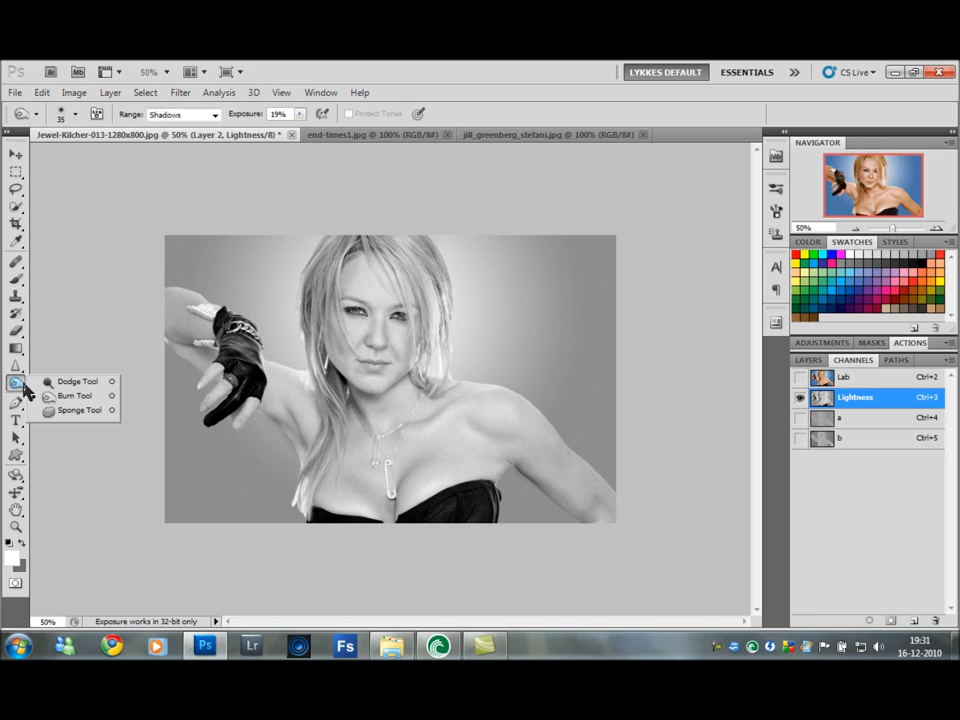 Ps Br Mb 50% LYKKES DEFAULT ESSENTIALS CS Live
File Edit Image Layer Select Filter Analysis 3D View Window Help
35 Range: Shadows Exposure: 19% Protect Tones
Jewel-Kilcher-013-1280x800.jpg @ 50% (Layer 2, Lightness/8) * end-times1.jpg @ 100% (RGB/8#) jill_greenberg_stefani.jpg @ 100% (RGB/8#)
NAVIGATOR
Mb
50%
COLOR SWATCHES STYLES
A
ADJUSTMENTS MASKS ACTIONS
LAYERS CHANNELS PATHS
Lab Ctrl+2
Lightness Ctrl+3
a Ctrl+4
b Ctrl+5
Dodge Tool O
Burn Tool O
Sponge Tool O
T
50% Exposure works in 32-bit only
Ps Lr Fs
19:31
16-12-2010